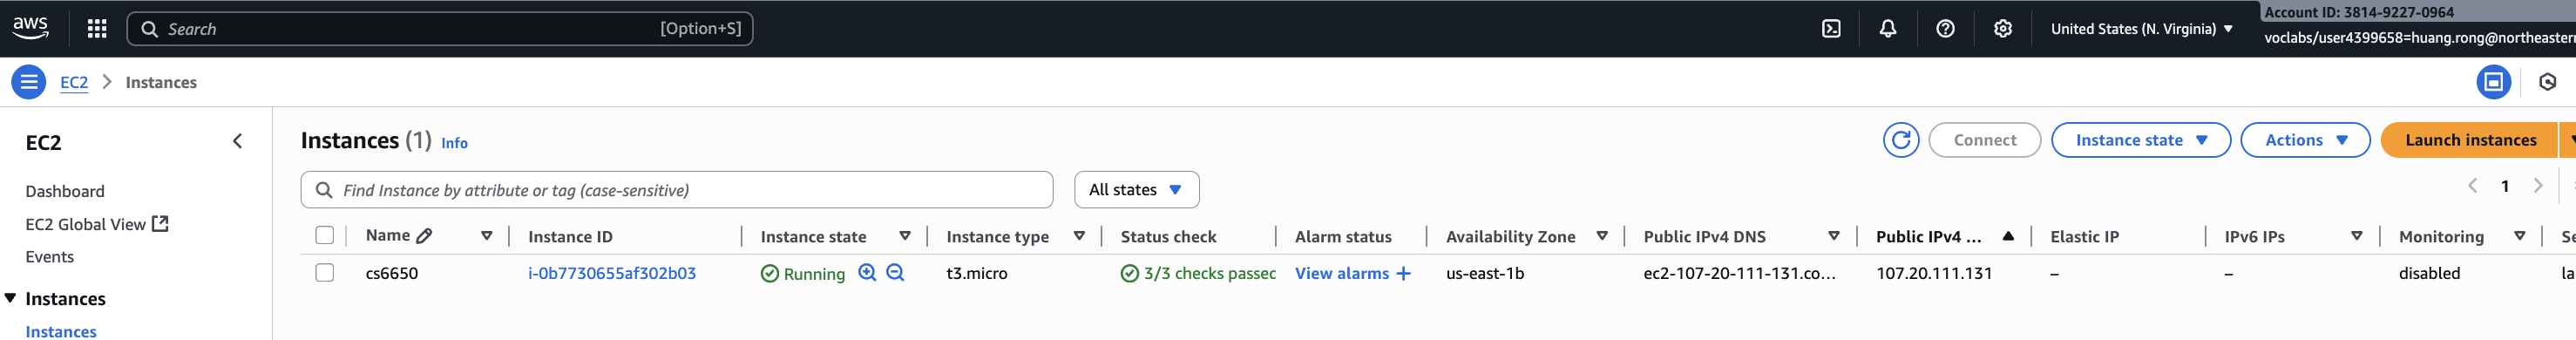 aws
Search [Option+S]
United States (N. Virginia)
Account ID: 3814-9227-0964
voclabs/user4399658=huang.rong@northeastern
EC2 Instances
EC2
Dashboard
EC2 Global View
Events
Instances
Instances
Instances (1) Info
Connect Instance state Actions Launch instances
Find Instance by attribute or tag (case-sensitive) All states
1
Name Instance ID Instance state Instance type Status check Alarm status Availability Zone Public IPv4 DNS Public IPv4 ... Elastic IP IPv6 IPs Monitoring Se
cs6650 i-0b7730655af302b03 Running t3.micro 3/3 checks passec View alarms + us-east-1b ec2-107-20-111-131.co... 107.20.111.131 – – disabled la